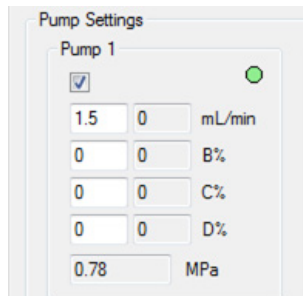 Pump Settings
Pump 1
1.5 0 mL/min
0 0 B%
0 0 C%
0 0 D%
0.78 MPa